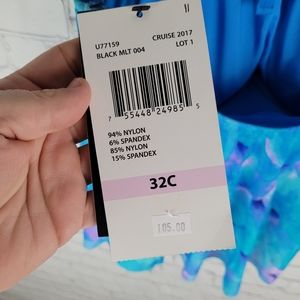 U77159 CRUISE 2017
BLACK MLT 004 LOT 1
7 55448 24985 5
94% NYLON
6% SPANDEX
85% NYLON
15% SPANDEX
32C
105.00